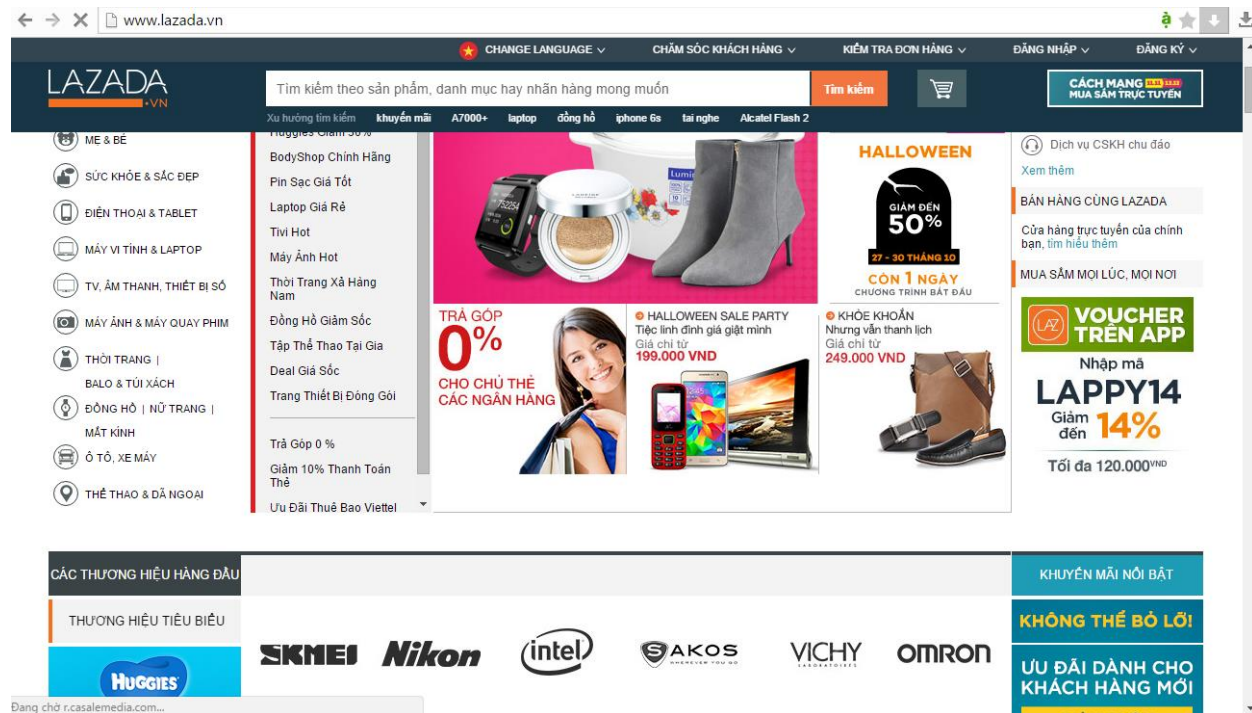 www.lazada.vn
CHANGE LANGUAGE
CHĂM SÓC KHÁCH HÀNG
KIỂM TRA ĐƠN HÀNG
ĐĂNG NHẬP
ĐĂNG KÝ
LAZADA
.VN
Tìm kiếm theo sản phẩm, danh mục hay nhãn hàng mong muốn
Tìm kiếm
CÁCH MẠNG 11.11 12.12
MUA SẮM TRỰC TUYẾN
Xu hướng tìm kiếm khuyến mãi A7000+ laptop đồng hồ iphone 6s tai nghe Alcatel Flash 2
MẸ & BÉ
SỨC KHỎE & SẮC ĐẸP
ĐIỆN THOẠI & TABLET
MÁY VI TÍNH & LAPTOP
TV, ÂM THANH, THIẾT BỊ SỐ
MÁY ẢNH & MÁY QUAY PHIM
THỜI TRANG |
BALO & TÚI XÁCH
ĐỒNG HỒ | NỮ TRANG |
MẮT KÍNH
Ô TÔ, XE MÁY
THỂ THAO & DÃ NGOẠI
Huggies Giảm 30%
BodyShop Chính Hãng
Pin Sạc Giá Tốt
Laptop Giá Rẻ
Tivi Hot
Máy Ảnh Hot
Thời Trang Xả Hàng
Nam
Đồng Hồ Giảm Sốc
Tập Thể Thao Tại Gia
Deal Giá Sốc
Trang Thiết Bị Đóng Gói
Trả Góp 0 %
Giảm 10% Thanh Toán
Thẻ
Ưu Đãi Thuê Bao Viettel
HALLOWEEN
GIẢM ĐẾN
50%
27 - 30 THÁNG 10
CÒN 1 NGÀY
CHƯƠNG TRÌNH BẮT ĐẦU
TRẢ GÓP
0%
CHO CHỦ THẺ
CÁC NGÂN HÀNG
HALLOWEEN SALE PARTY
Tiệc linh đình giá giật mình
Giá chỉ từ
199.000 VND
KHỎE KHOẮN
Nhưng vẫn thanh lịch
Giá chỉ từ
249.000 VND
Dịch vụ CSKH chu đáo
Xem thêm
BÁN HÀNG CÙNG LAZADA
Cửa hàng trực tuyến của chính
bạn, tìm hiểu thêm
MUA SẮM MỌI LÚC, MỌI NƠI
LAZ
VOUCHER
TRÊN APP
Nhập mã
LAPPY14
Giảm
đến 14%
Tối đa 120.000VND
CÁC THƯƠNG HIỆU HÀNG ĐẦU
KHUYẾN MÃI NỔI BẬT
THƯƠNG HIỆU TIÊU BIỂU
HUGGIES
SKMEI
Nikon
intel
SAKOS
WHEREVER YOU GO
VICHY
LABORATOIRES
OMRON
KHÔNG THỂ BỎ LỠ!
ƯU ĐÃI DÀNH CHO
KHÁCH HÀNG MỚI
Đang chờ r.casalemedia.com...